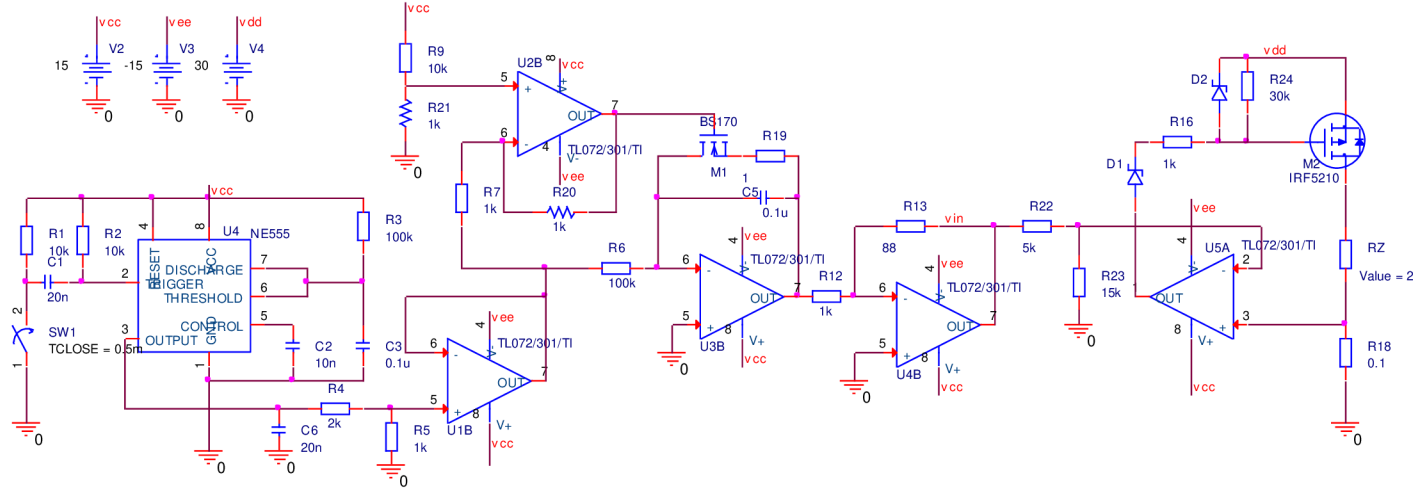 vcc
vee
vdd
V2
V3
V4
15
-15
30
0
0
0
vcc
R9
10k
R21
1k
0
U2B
8
vcc
V+
5
+
6
-
OUT
7
4
V-
TL072/301/TI
vee
R7
1k
R20
1k
BS170
M1
R19
1
C5
0.1u
vcc
R1
10k
R2
10k
C1
20n
2
SW1
TCLOSE = 0.5m
1
0
U4
NE555
4
8
RESET
VCC
DISCHARGE
7
2
TRIGGER
THRESHOLD
6
CONTROL
5
3
OUTPUT
GND
1
0
R3
100k
C2
10n
C3
0.1u
R4
2k
C6
20n
0
R5
1k
0
vee
4
V-
TL072/301/TI
6
-
OUT
7
5
+
8
V+
U1B
vcc
R6
100k
vee
4
V-
TL072/301/TI
6
-
OUT
7
5
+
8
V+
U3B
vcc
0
R12
1k
R13
88
vin
vee
4
V-
TL072/301/TI
6
-
OUT
7
5
+
8
V+
U4B
vcc
0
R22
5k
R23
15k
0
vdd
D2
R24
30k
R16
1k
D1
M2
IRF5210
vee
4
V-
U5A
TL072/301/TI
2
-
1
OUT
3
+
8
V+
vcc
RZ
Value = 2
R18
0.1
0